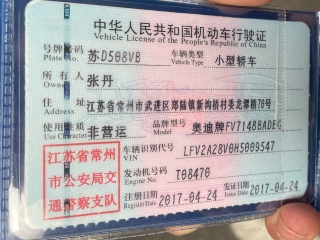 中华人民共和国机动车行驶证
Vehicle License of the People's Republic of China
号牌号码 苏D508VB 车辆类型 小型轿车
Plate No. Vehicle Type
所有人 张丹
Owner
住址 江苏省常州市武进区郑陆镇新沟桥村委龙潭桥70号
Address
使用性质 非营运 品牌型号 奥迪牌FV7148BADEG
Use Character Model
江苏省常州市公安局交通警察支队
车辆识别代号 LFV2A28V0H5009547
VIN
发动机号码 T08470
Engine No.
注册日期 2017-04-24 发证日期 2017-04-24
Register Date Issue Date